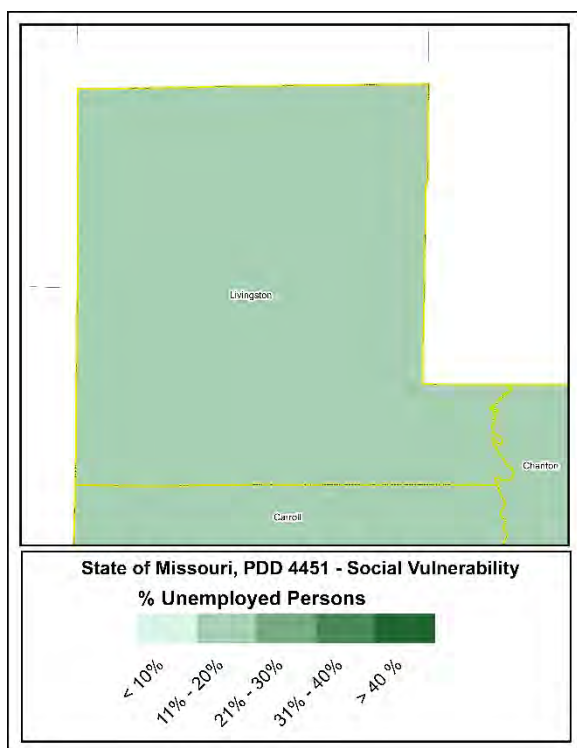 Livingston
Chariton
Carroll
State of Missouri, PDD 4451 - Social Vulnerability
% Unemployed Persons
< 10%
11% - 20%
21% - 30%
31% - 40%
> 40 %